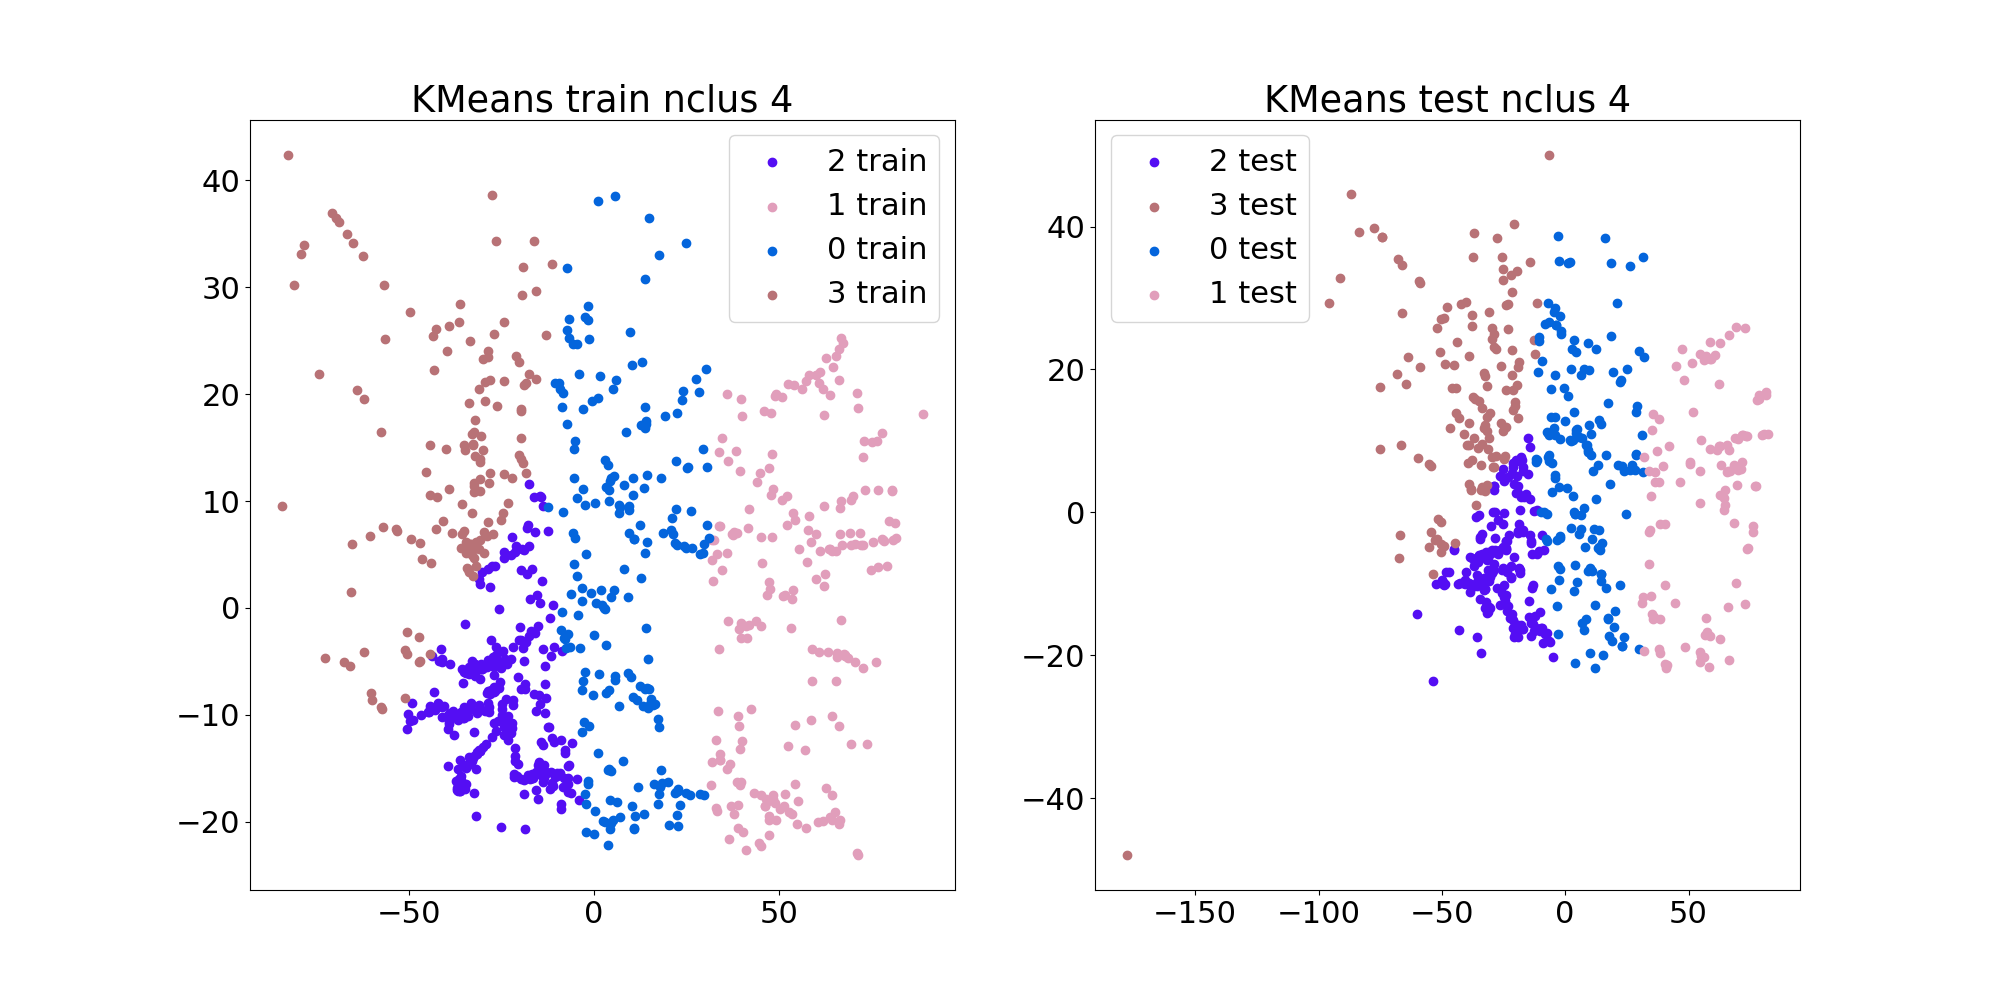 KMeans train nclus 4
2 train
1 train
0 train
3 train
40
30
20
10
0
−10
−20
−50
0
50
KMeans test nclus 4
2 test
3 test
0 test
1 test
40
20
0
−20
−40
−150
−100
−50
0
50